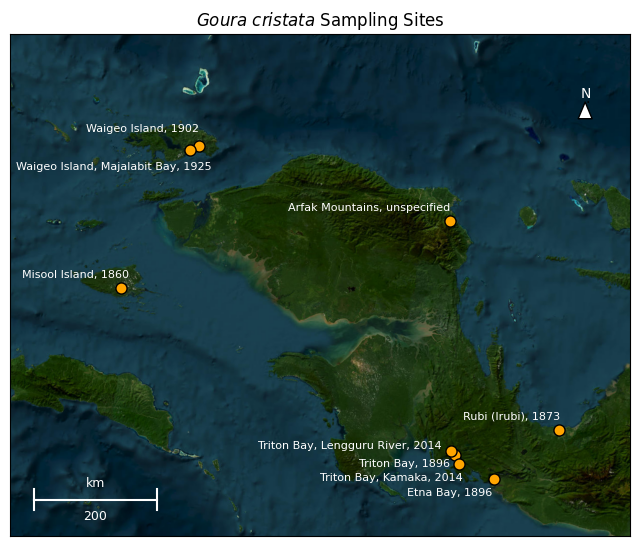 Goura cristata Sampling Sites
N
Waigeo Island, 1902
Waigeo Island, Majalabit Bay, 1925
Arfak Mountains, unspecified
Misool Island, 1860
Rubi (Irubi), 1873
Triton Bay, Lengguru River, 2014
Triton Bay, 1896
Triton Bay, Kamaka, 2014
Etna Bay, 1896
km
200